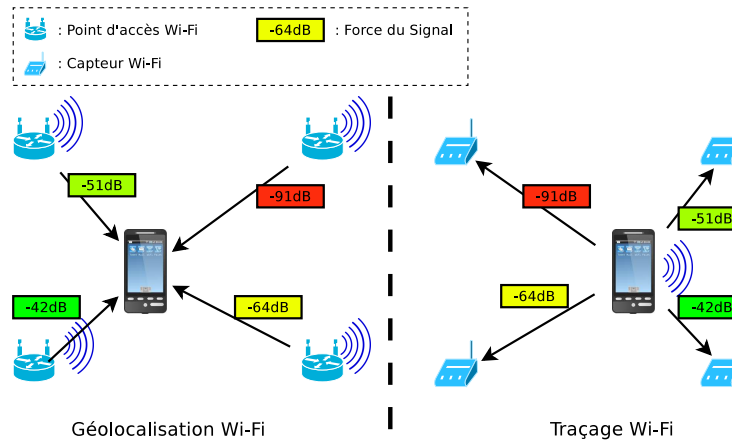 : Point d'accès Wi-Fi
-64dB : Force du Signal
: Capteur Wi-Fi
-51dB
-91dB
-42dB
-64dB
Géolocalisation Wi-Fi
-91dB
-51dB
-64dB
-42dB
Traçage Wi-Fi